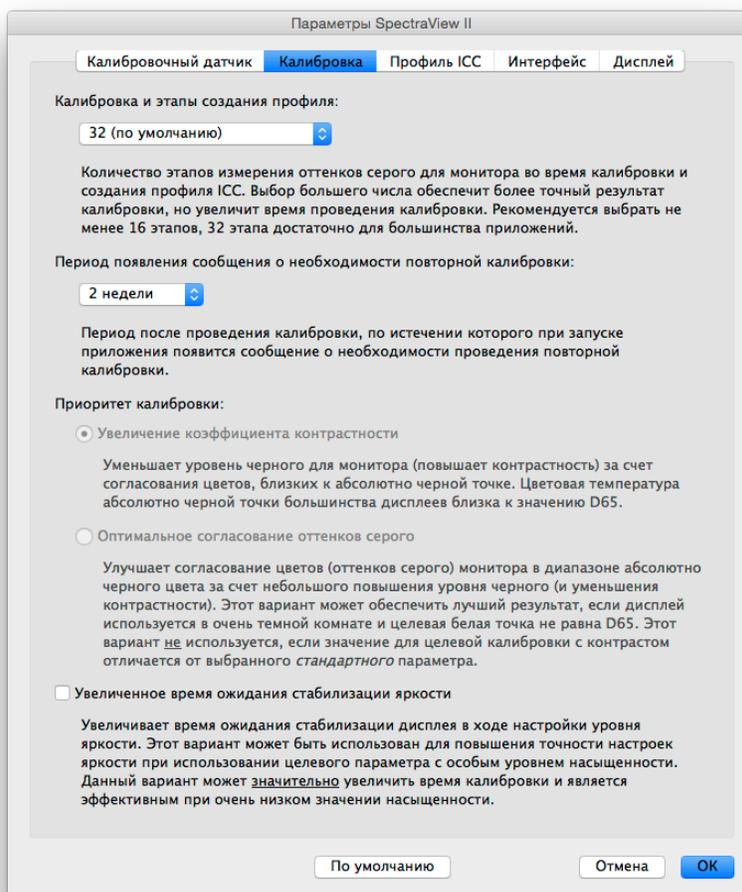 Параметры SpectraView II
Калибровочный датчик Калибровка Профиль ICC Интерфейс Дисплей
Калибровка и этапы создания профиля:
32 (по умолчанию)
Количество этапов измерения оттенков серого для монитора во время калибровки и
создания профиля ICC. Выбор большего числа обеспечит более точный результат
калибровки, но увеличит время проведения калибровки. Рекомендуется выбрать не
менее 16 этапов, 32 этапа достаточно для большинства приложений.
Период появления сообщения о необходимости повторной калибровки:
2 недели
Период после проведения калибровки, по истечении которого при запуске
приложения появится сообщение о необходимости проведения повторной
калибровки.
Приоритет калибровки:
Увеличение коэффициента контрастности
Уменьшает уровень черного для монитора (повышает контрастность) за счет
согласования цветов, близких к абсолютно черной точке. Цветовая температура
абсолютно черной точки большинства дисплеев близка к значению D65.
Оптимальное согласование оттенков серого
Улучшает согласование цветов (оттенков серого) монитора в диапазоне абсолютно
черного цвета за счет небольшого повышения уровня черного (и уменьшения
контрастности). Этот вариант может обеспечить лучший результат, если дисплей
используется в очень темной комнате и целевая белая точка не равна D65. Этот
вариант не используется, если значение для целевой калибровки с контрастом
отличается от выбранного стандартного параметра.
Увеличенное время ожидания стабилизации яркости
Увеличивает время ожидания стабилизации дисплея в ходе настройки уровня
яркости. Этот вариант может быть использован для повышения точности настроек
яркости при использовании целевого параметра с особым уровнем насыщенности.
Данный вариант может значительно увеличить время калибровки и является
эффективным при очень низком значении насыщенности.
По умолчанию Отмена OK